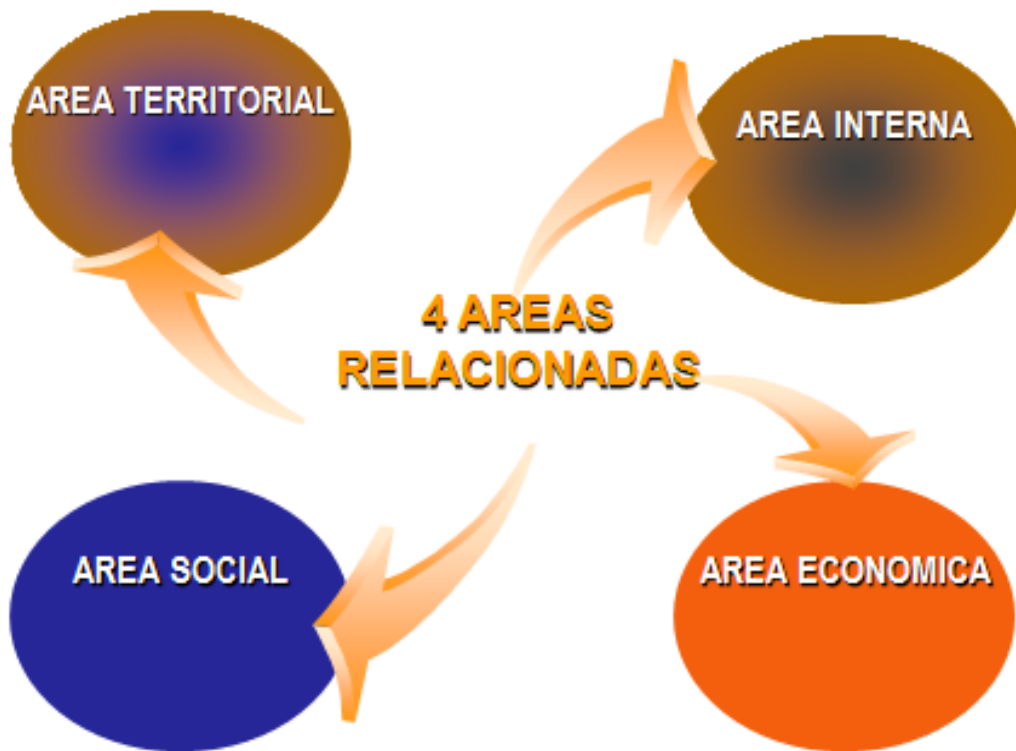 AREA TERRITORIAL
AREA INTERNA
4 AREAS
RELACIONADAS
AREA SOCIAL
AREA ECONOMICA